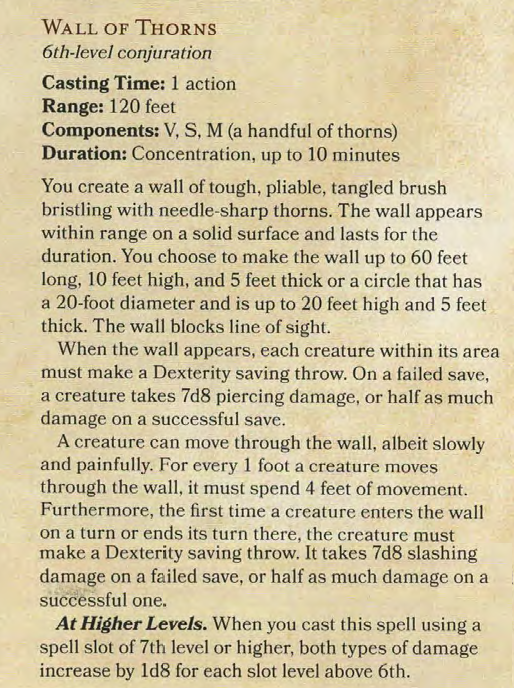 WALL OF THORNS
6th-level conjuration
Casting Time: 1 action
Range: 120 feet
Components: V, S, M (a handful of thorns)
Duration: Concentration, up to 10 minutes
You create a wall of tough, pliable, tangled brush
bristling with needle-sharp thorns. The wall appears
within range on a solid surface and lasts for the
duration. You choose to make the wall up to 60 feet
long, 10 feet high, and 5 feet thick or a circle that has
a 20-foot diameter and is up to 20 feet high and 5 feet
thick. The wall blocks line of sight.
When the wall appears, each creature within its area
must make a Dexterity saving throw. On a failed save,
a creature takes 7d8 piercing damage, or half as much
damage on a successful save.
A creature can move through the wall, albeit slowly
and painfully. For every 1 foot a creature moves
through the wall, it must spend 4 feet of movement.
Furthermore, the first time a creature enters the wall
on a turn or ends its turn there, the creature must
make a Dexterity saving throw. It takes 7d8 slashing
damage on a failed save, or half as much damage on a
successful one.
At Higher Levels. When you cast this spell using a
spell slot of 7th level or higher, both types of damage
increase by 1d8 for each slot level above 6th.